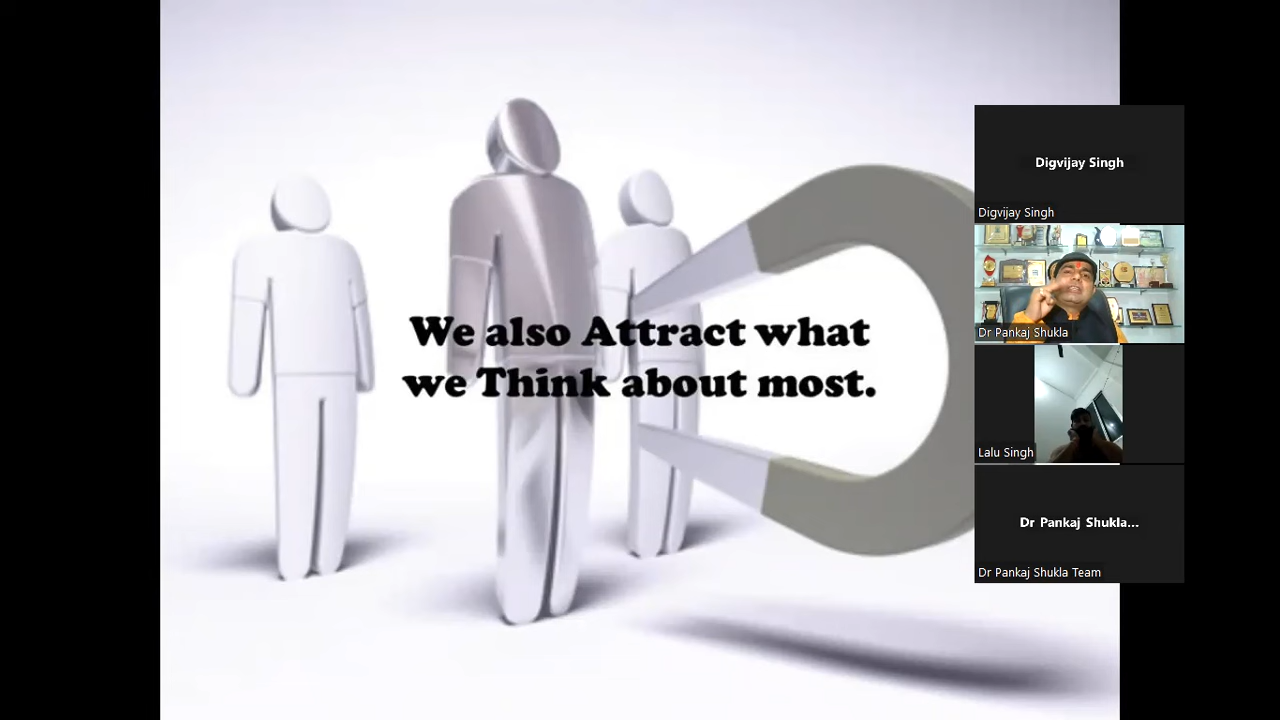 We also Attract what
we Think about most.
Digvijay Singh
Digvijay Singh
Dr Pankaj Shukla
Lalu Singh
Dr Pankaj Shukla...
Dr Pankaj Shukla Team